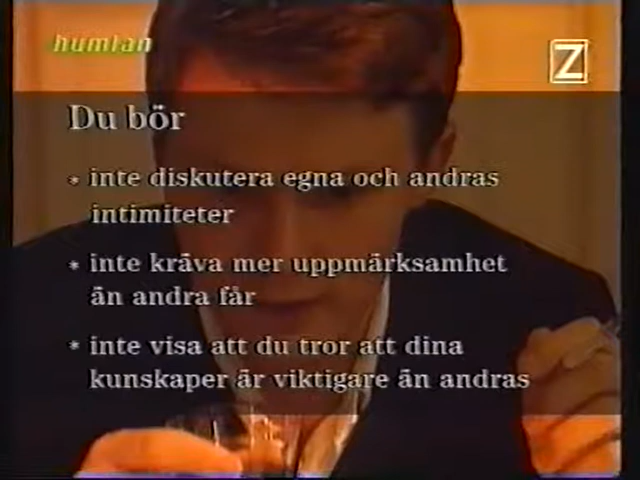 humlan
Z
Du bör
* inte diskutera egna och andras
intimiteter
* inte kräva mer uppmärksamhet
än andra får
* inte visa att du tror att dina
kunskaper är viktigare än andras